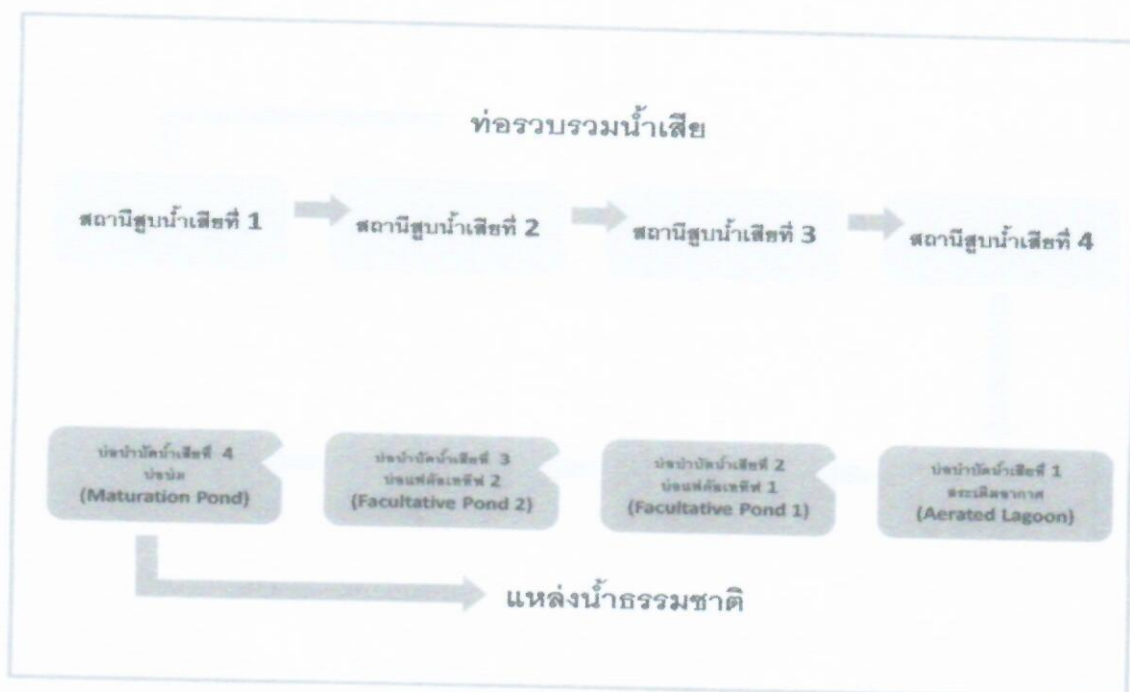 ท่อรวบรวมน้ำเสีย
สถานีสูบน้ำเสียที่ 1
สถานีสูบน้ำเสียที่ 2
สถานีสูบน้ำเสียที่ 3
สถานีสูบน้ำเสียที่ 4
บ่อบำบัดน้ำเสียที่ 4
บ่อบ่ม
(Maturation Pond)
บ่อบำบัดน้ำเสียที่ 3
บ่อแฟคัลเททีฟ 2
(Facultative Pond 2)
บ่อบำบัดน้ำเสียที่ 2
บ่อแฟคัลเททีฟ 1
(Facultative Pond 1)
บ่อบำบัดน้ำเสียที่ 1
สระเติมอากาศ
(Aerated Lagoon)
แหล่งน้ำธรรมชาติ